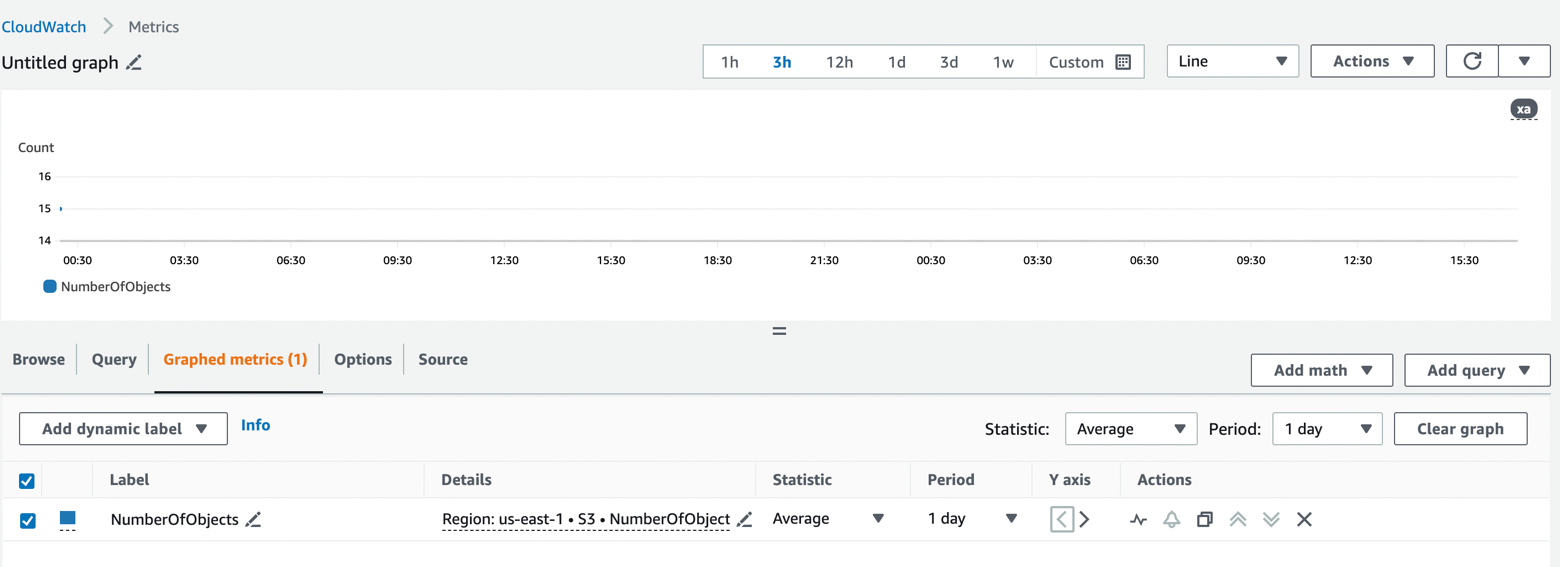 CloudWatch Metrics
Untitled graph
1h 3h 12h 1d 3d 1w Custom Line Actions
xa
Count
16
15
14
00:30 03:30 06:30 09:30 12:30 15:30 18:30 21:30 00:30 03:30 06:30 09:30 12:30 15:30
NumberOfObjects
Browse Query Graphed metrics (1) Options Source Add math Add query
Add dynamic label Info Statistic: Average Period: 1 day Clear graph
Label Details Statistic Period Y axis Actions
NumberOfObjects Region: us-east-1 • S3 • NumberOfObject Average 1 day